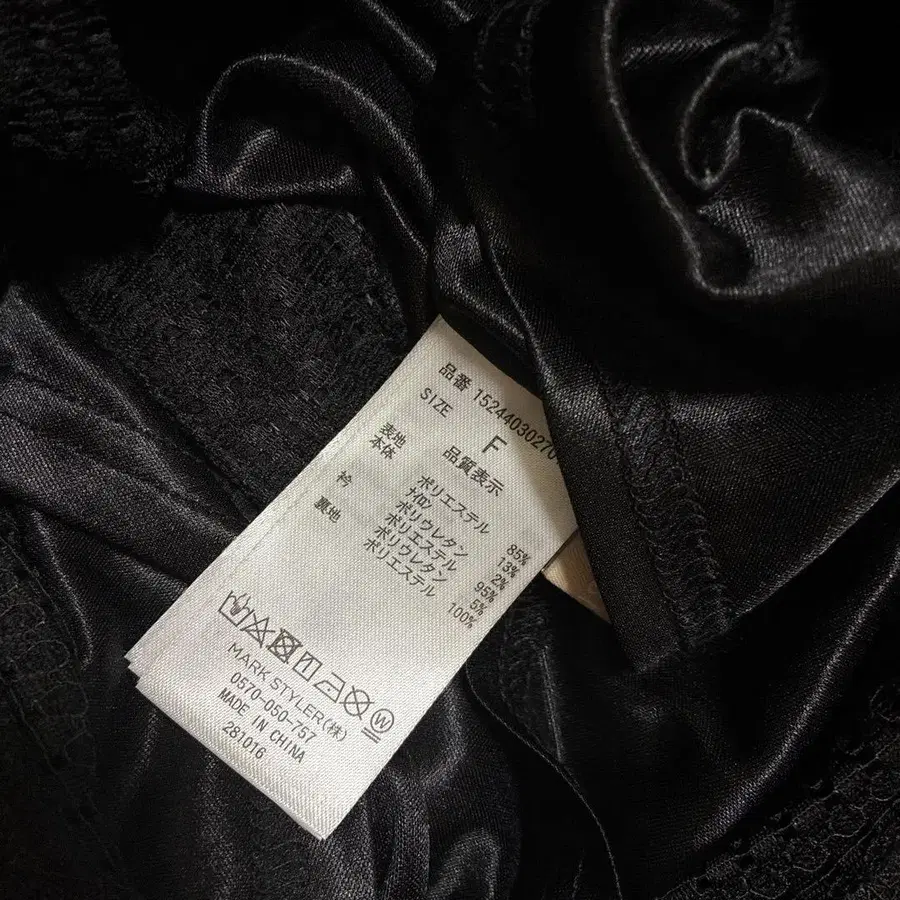 品番 15244030270
SIZE F
品質表示
表地
本体 ポリエステル 85%
ナイロン 13%
ポリウレタン 2%
衿 ポリエステル 95%
ポリウレタン 5%
裏地 ポリエステル 100%
MARK STYLER(株)
0570-050-757
MADE IN CHINA
281016